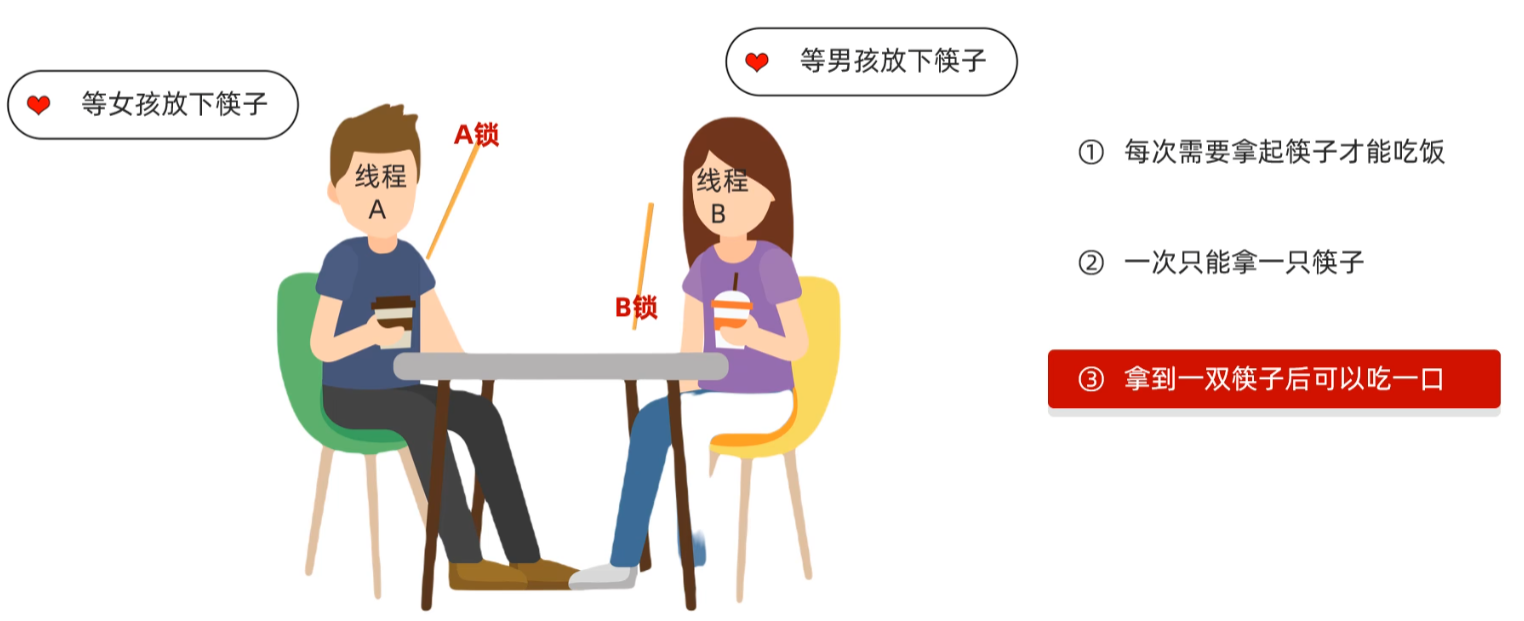 等女孩放下筷子
等男孩放下筷子
A锁
线程
A
线程
B
B锁
① 每次需要拿起筷子才能吃饭
② 一次只能拿一只筷子
③ 拿到一双筷子后可以吃一口